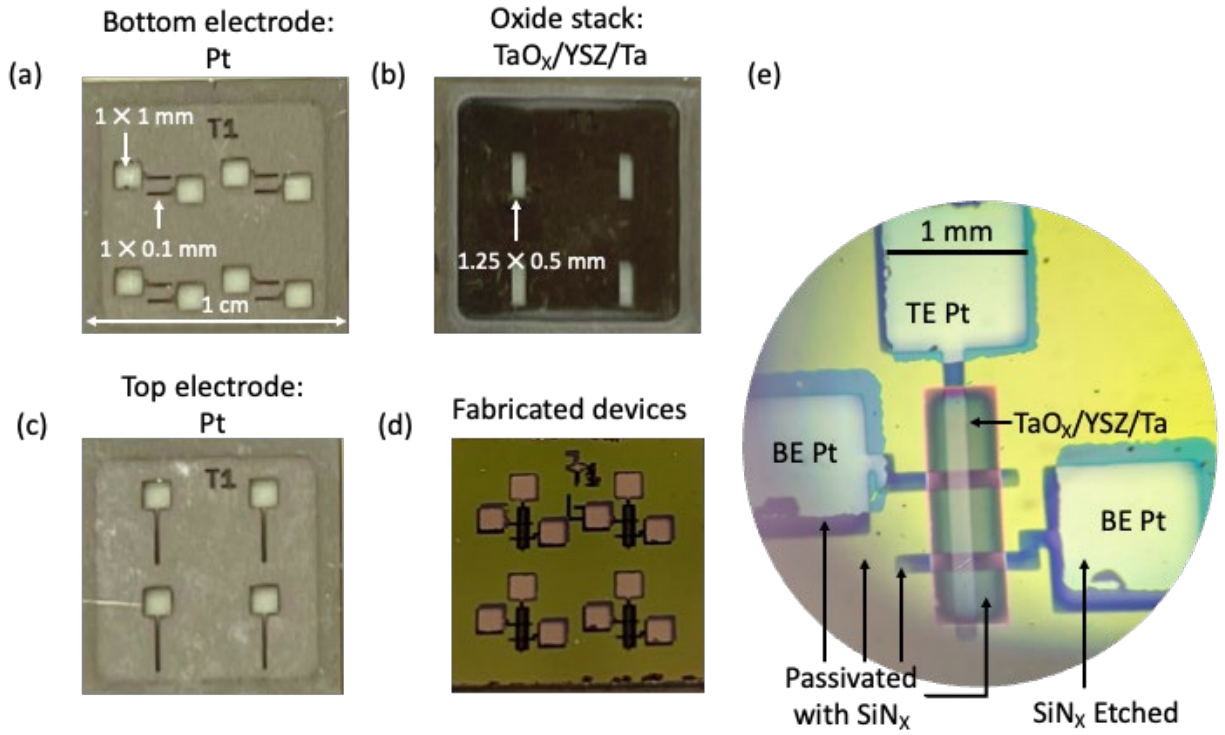 Bottom electrode:
Pt
(a)
1 × 1 mm
T1
1 × 0.1 mm
1 cm
Oxide stack:
TaOₓ/YSZ/Ta
(b)
1.25 × 0.5 mm
Top electrode:
Pt
(c)
T1
Fabricated devices
(d)
(e)
1 mm
TE Pt
TaOₓ/YSZ/Ta
BE Pt
BE Pt
Passivated
with SiNₓ
SiNₓ Etched